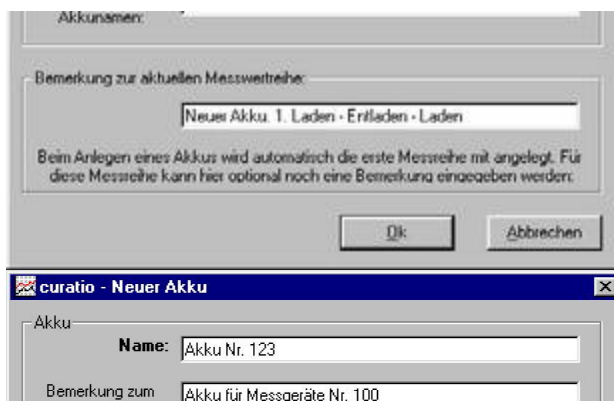 Akkunamen:
Bemerkung zur aktuellen Messwertreihe:
Neuer Akku. 1. Laden - Entladen - Laden
Beim Anlegen eines Akkus wird automatisch die erste Messreihe mit angelegt. Für
diese Messreihe kann hier optional noch eine Bemerkung eingegeben werden:
Ok Abbrechen
curatio - Neuer Akku
Akku
Name: Akku Nr. 123
Bemerkung zum Akku für Messgeräte Nr. 100